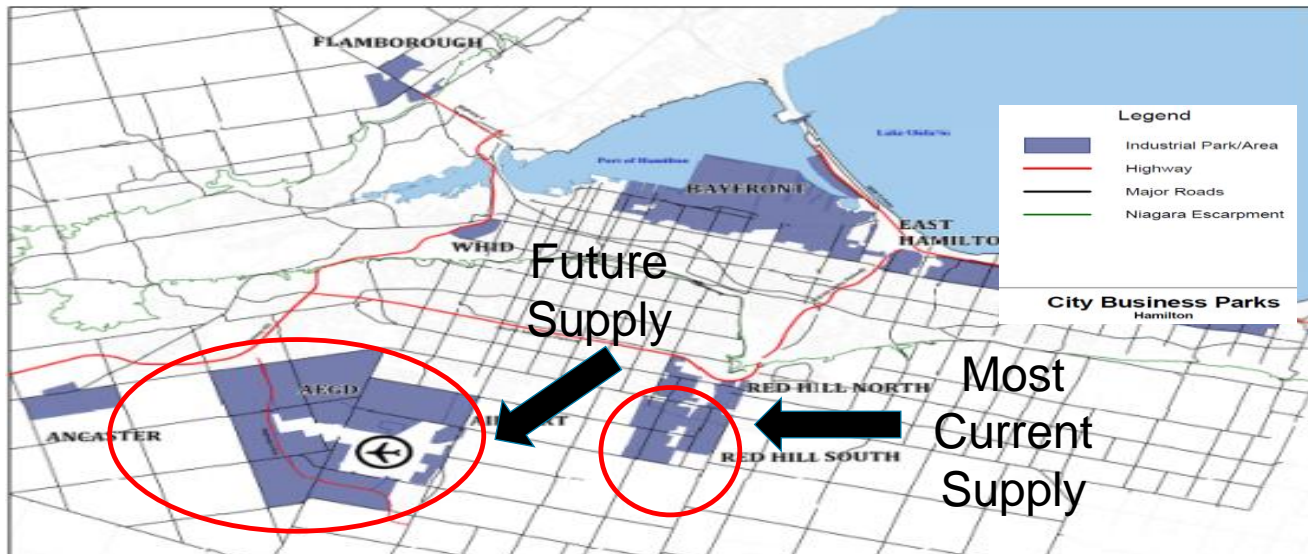 FLAMBOROUGH
Legend
Industrial Park/Area
Highway
Major Roads
Niagara Escarpment
City Business Parks
Hamilton
Port of Hamilton
BAYFRONT
EAST
HAMILTON
WHID
Future
Supply
AEGD
ANCASTER
RED HILL NORTH
RED HILL SOUTH
Most
Current
Supply